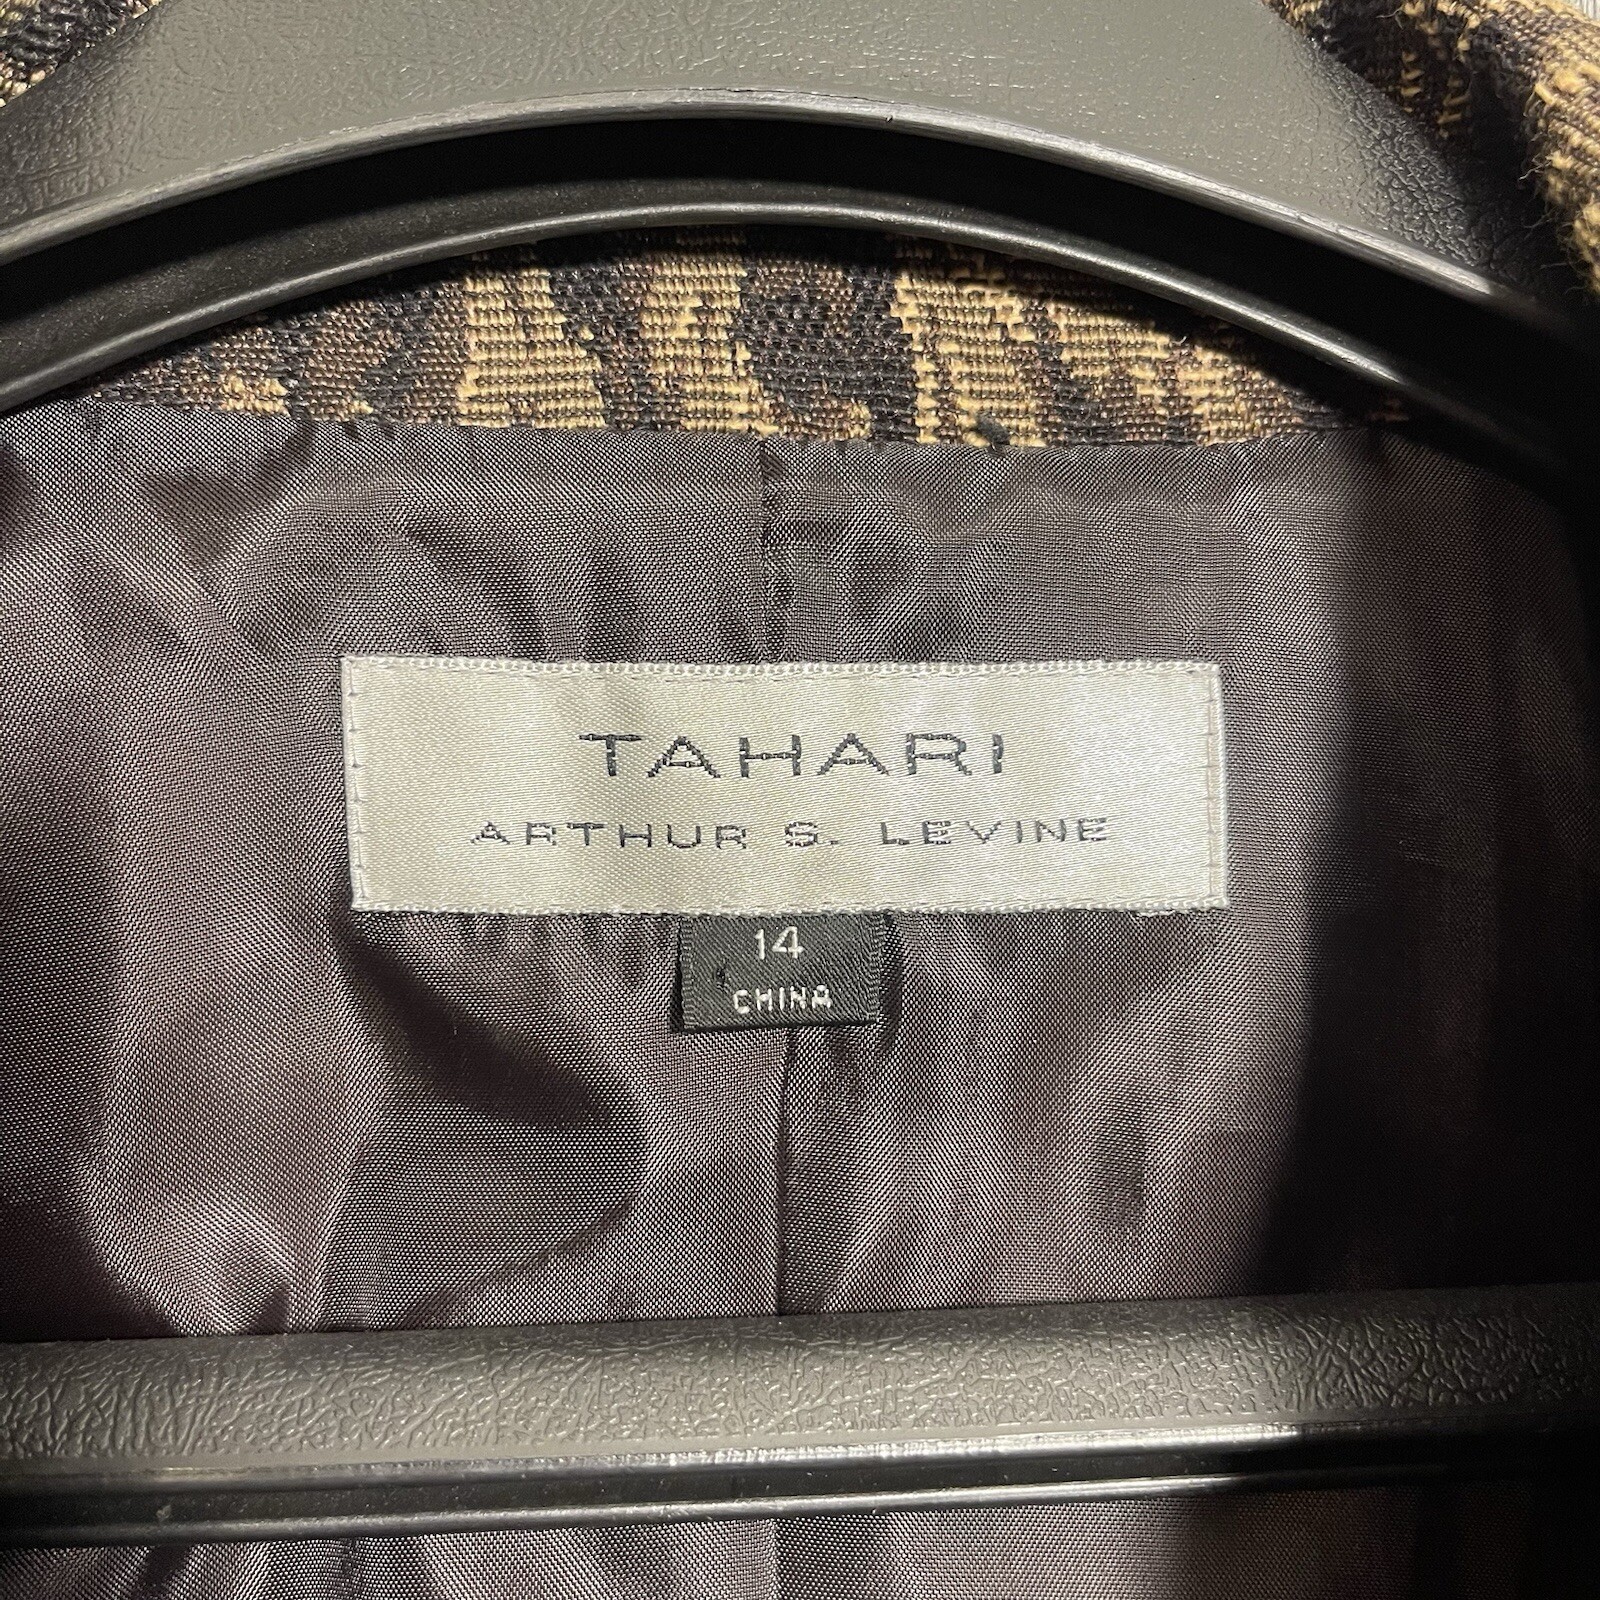 TAHARI
ARTHUR S. LEVINE
14
CHINA